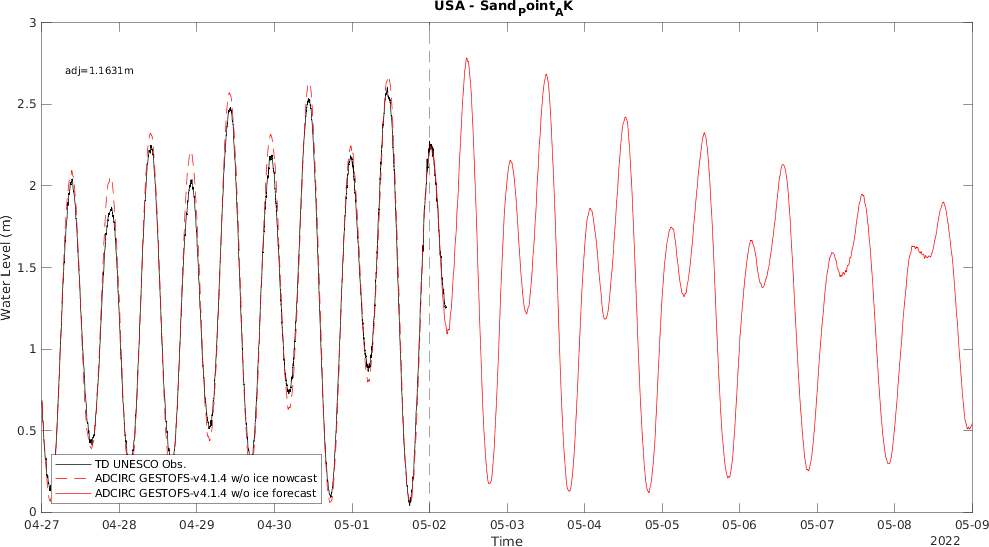 USA - Sand_Point_AK
adj=1.1631m
Water Level (m)
3
2.5
2
1.5
1
0.5
0
TD UNESCO Obs.
ADCIRC GESTOFS-v4.1.4 w/o ice nowcast
ADCIRC GESTOFS-v4.1.4 w/o ice forecast
04-27 04-28 04-29 04-30 05-01 05-02 05-03 05-04 05-05 05-06 05-07 05-08 05-09
Time
2022